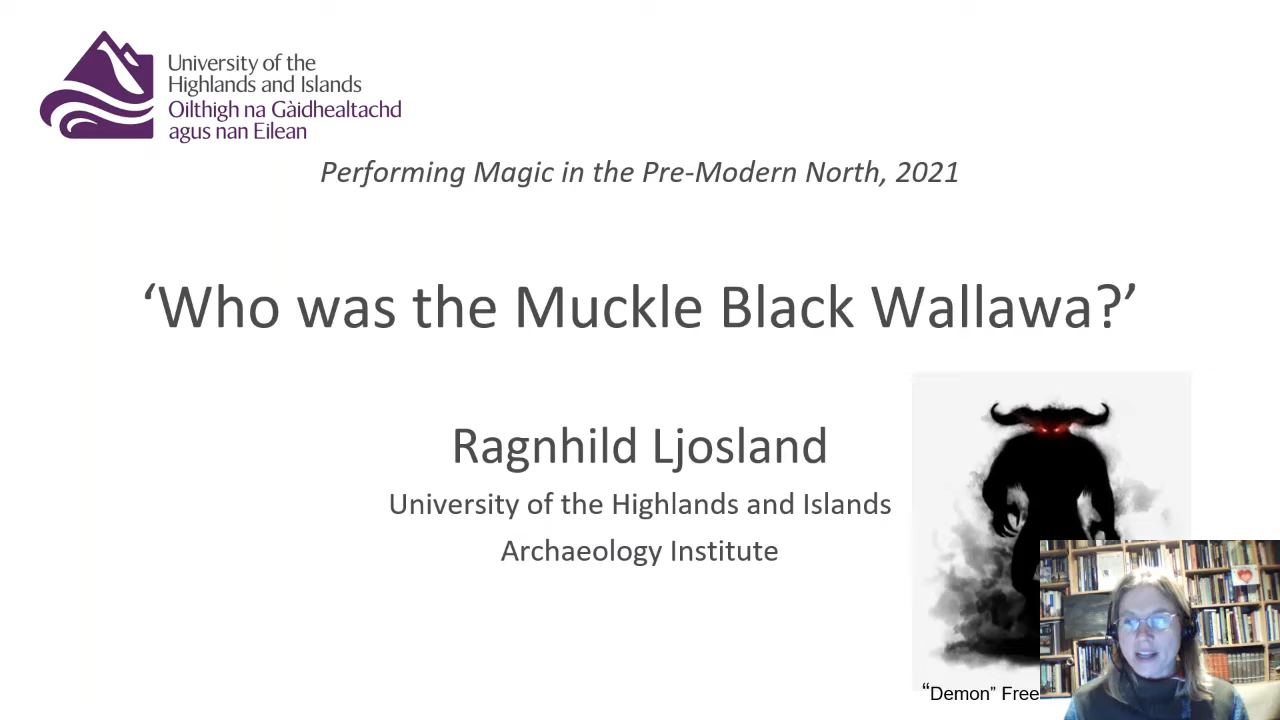 University of the
Highlands and Islands
Oilthigh na Gàidhealtachd
agus nan Eilean
Performing Magic in the Pre-Modern North, 2021
‘Who was the Muckle Black Wallawa?’
Ragnhild Ljosland
University of the Highlands and Islands
Archaeology Institute
“Demon” Free